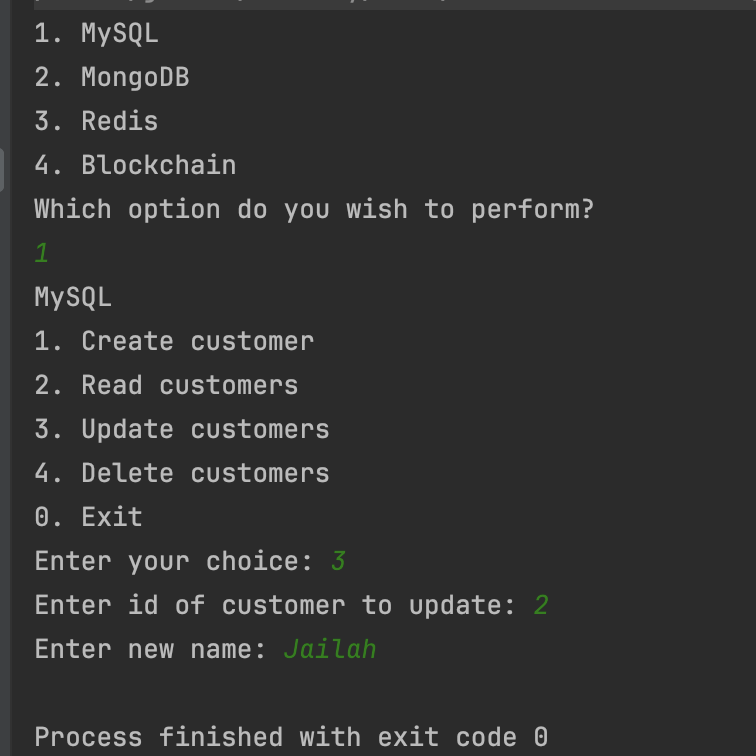 1. MySQL
2. MongoDB
3. Redis
4. Blockchain
Which option do you wish to perform?
1
MySQL
1. Create customer
2. Read customers
3. Update customers
4. Delete customers
0. Exit
Enter your choice: 3
Enter id of customer to update: 2
Enter new name: Jailah
Process finished with exit code 0